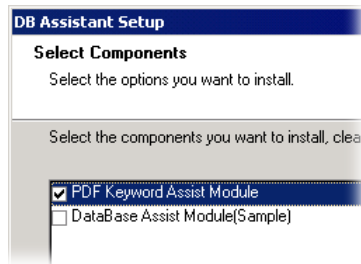 DB Assistant Setup
Select Components
Select the options you want to install.
Select the components you want to install, clea
PDF Keyword Assist Module
DataBase Assist Module(Sample)